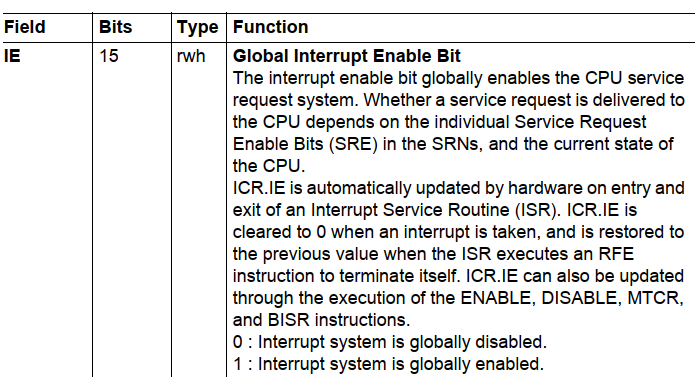 Field Bits Type Function
IE 15 rwh Global Interrupt Enable Bit
The interrupt enable bit globally enables the CPU service
request system. Whether a service request is delivered to
the CPU depends on the individual Service Request
Enable Bits (SRE) in the SRNs, and the current state of
the CPU.
ICR.IE is automatically updated by hardware on entry and
exit of an Interrupt Service Routine (ISR). ICR.IE is
cleared to 0 when an interrupt is taken, and is restored to
the previous value when the ISR executes an RFE
instruction to terminate itself. ICR.IE can also be updated
through the execution of the ENABLE, DISABLE, MTCR,
and BISR instructions.
0 : Interrupt system is globally disabled.
1 : Interrupt system is globally enabled.